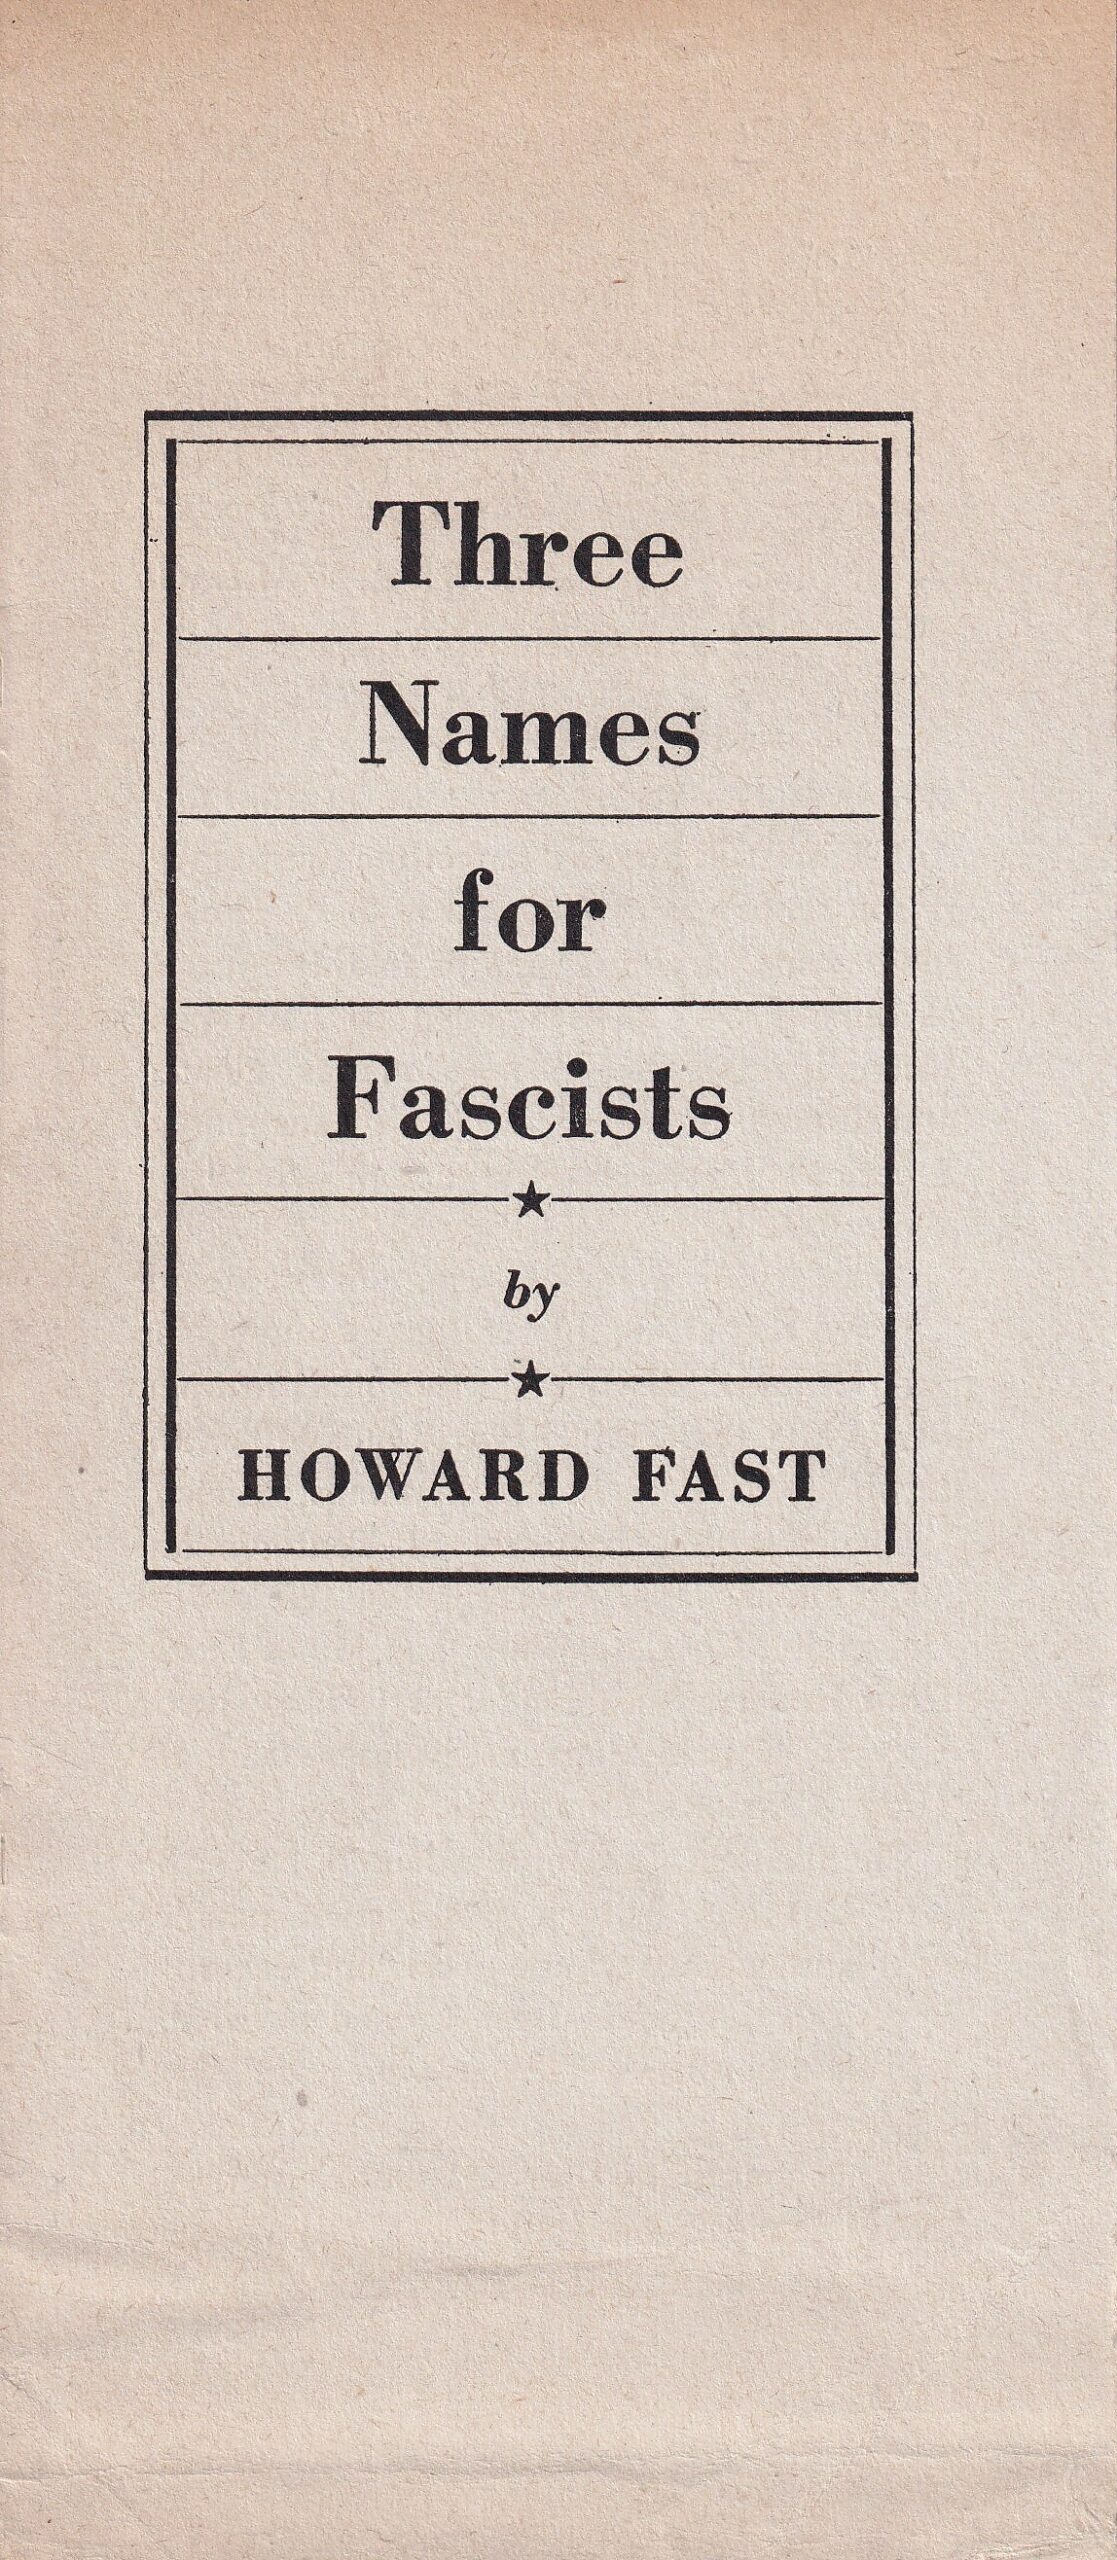 Three
Names
for
Fascists
by
HOWARD FAST